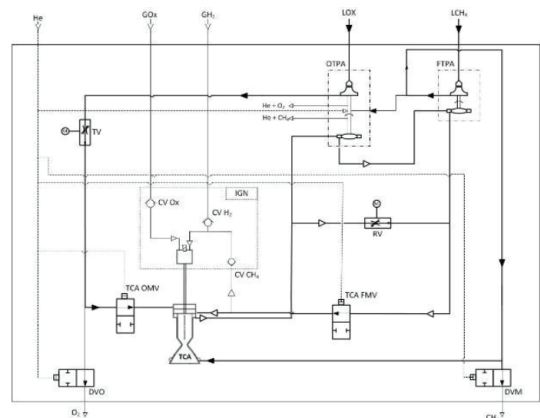 He
GOx
GH₂
LOX
LCH₄
OTPA
FTPA
He + O₂
He + CH₄
M
TV
IGN
CV Ox
CV H₂
CV CH₄
M
RV
TCA OMV
TCA FMV
TCA
DVO
DVM
O₂